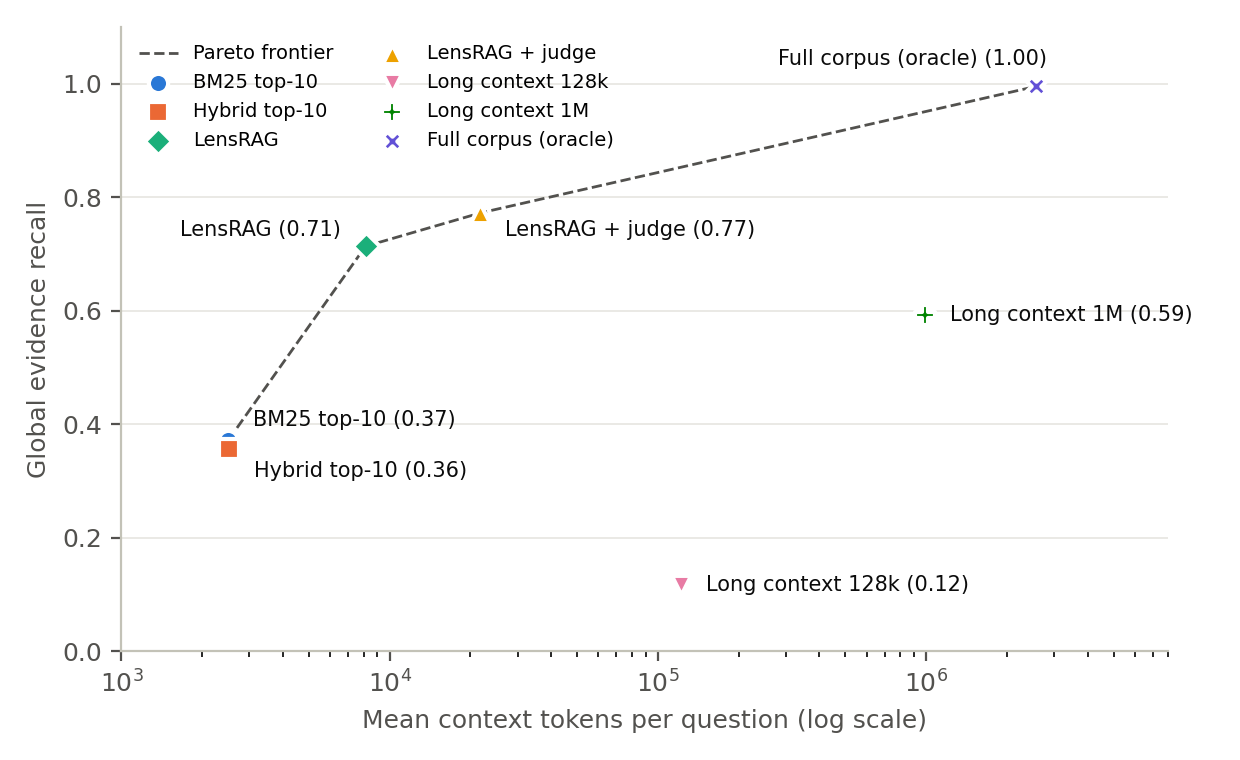 Pareto frontier
BM25 top-10
Hybrid top-10
LensRAG
LensRAG + judge
Long context 128k
Long context 1M
Full corpus (oracle)
Full corpus (oracle) (1.00)
LensRAG (0.71)
LensRAG + judge (0.77)
Long context 1M (0.59)
BM25 top-10 (0.37)
Hybrid top-10 (0.36)
Long context 128k (0.12)
Global evidence recall
1.0
0.8
0.6
0.4
0.2
0.0
10³
10⁴
10⁵
10⁶
Mean context tokens per question (log scale)